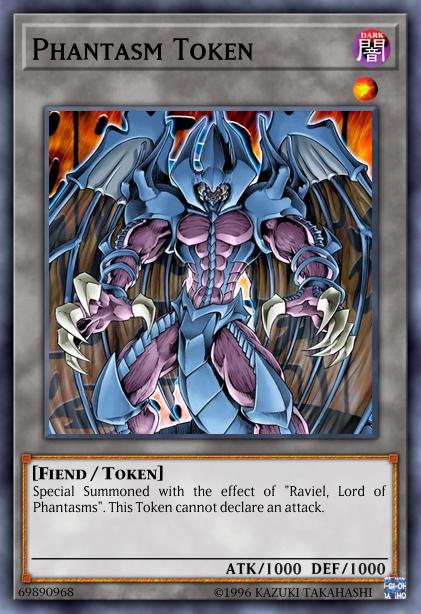 Phantasm Token
DARK
闇
[Fiend / Token]
Special Summoned with the effect of "Raviel, Lord of
Phantasms". This Token cannot declare an attack.
ATK/1000 DEF/1000
69890968
©1996 KAZUKI TAKAHASHI